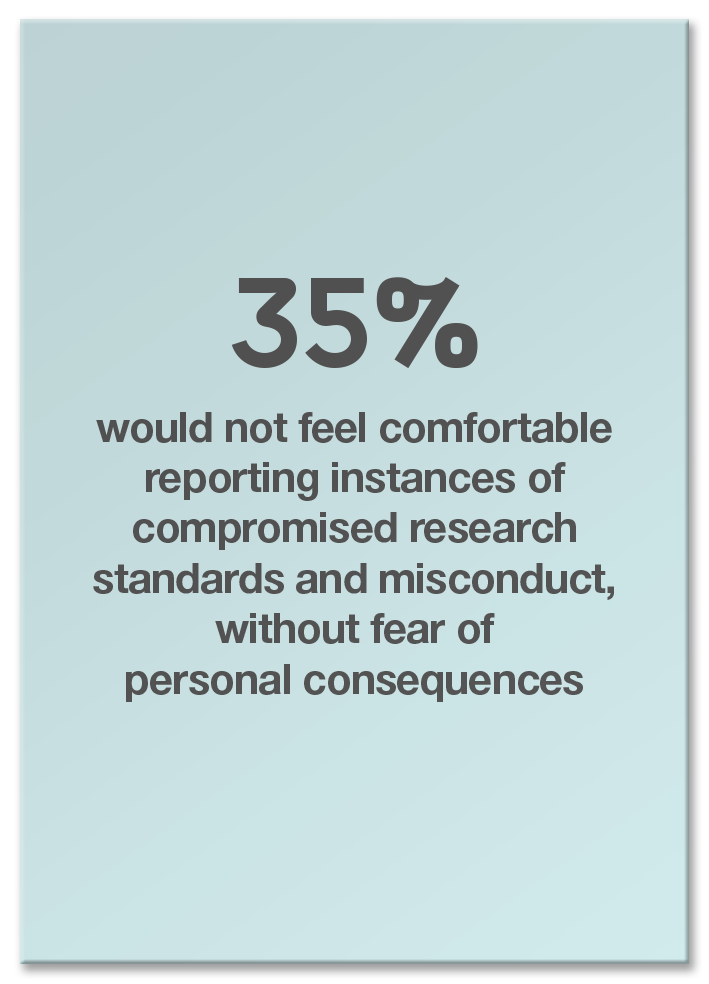 35%
would not feel comfortable
reporting instances of
compromised research
standards and misconduct,
without fear of
personal consequences